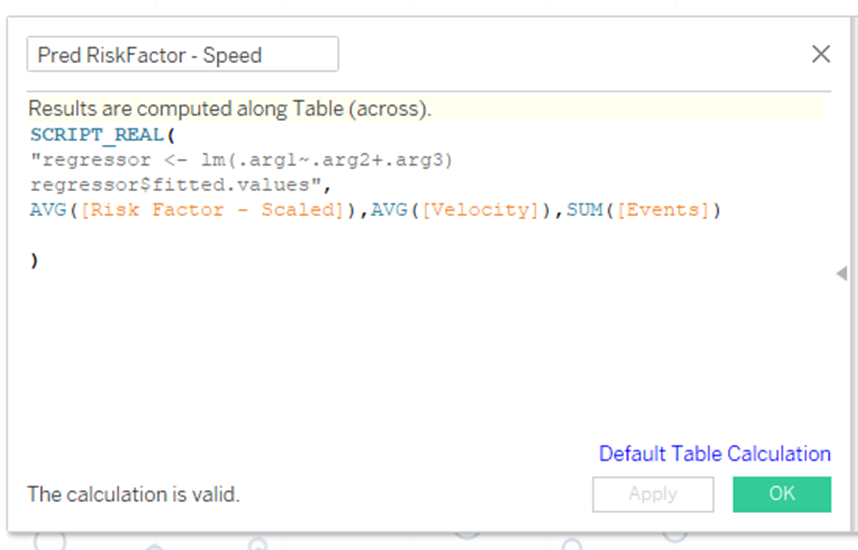 Pred RiskFactor - Speed
Results are computed along Table (across).
SCRIPT_REAL(
"regressor <- lm(.arg1~.arg2+.arg3)
regressor$fitted.values",
AVG([Risk Factor - Scaled]),AVG([Velocity]),SUM([Events])
)
Default Table Calculation
The calculation is valid.
Apply
OK